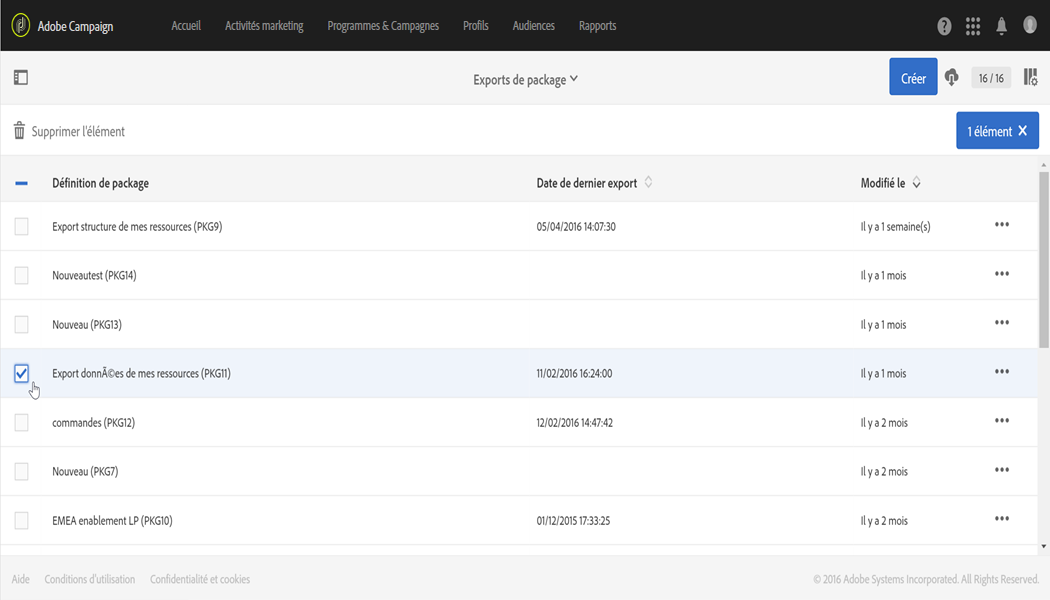 Adobe Campaign Accueil Activités marketing Programmes & Campagnes Profils Audiences Rapports
Exports de package Créer 16 / 16
Supprimer l'élément 1 élément X
Définition de package Date de dernier export Modifié le
Export structure de mes ressources (PKG9) 05/04/2016 14:07:30 Il y a 1 semaine(s)
Nouveautest (PKG14) Il y a 1 mois
Nouveau (PKG13) Il y a 1 mois
Export donnÃ©es de mes ressources (PKG11) 11/02/2016 16:24:00 Il y a 1 mois
commandes (PKG12) 12/02/2016 14:47:42 Il y a 2 mois
Nouveau (PKG7) Il y a 2 mois
EMEA enablement LP (PKG10) 01/12/2015 17:33:25 Il y a 2 mois
Aide Conditions d'utilisation Confidentialité et cookies © 2016 Adobe Systems Incorporated. All Rights Reserved.